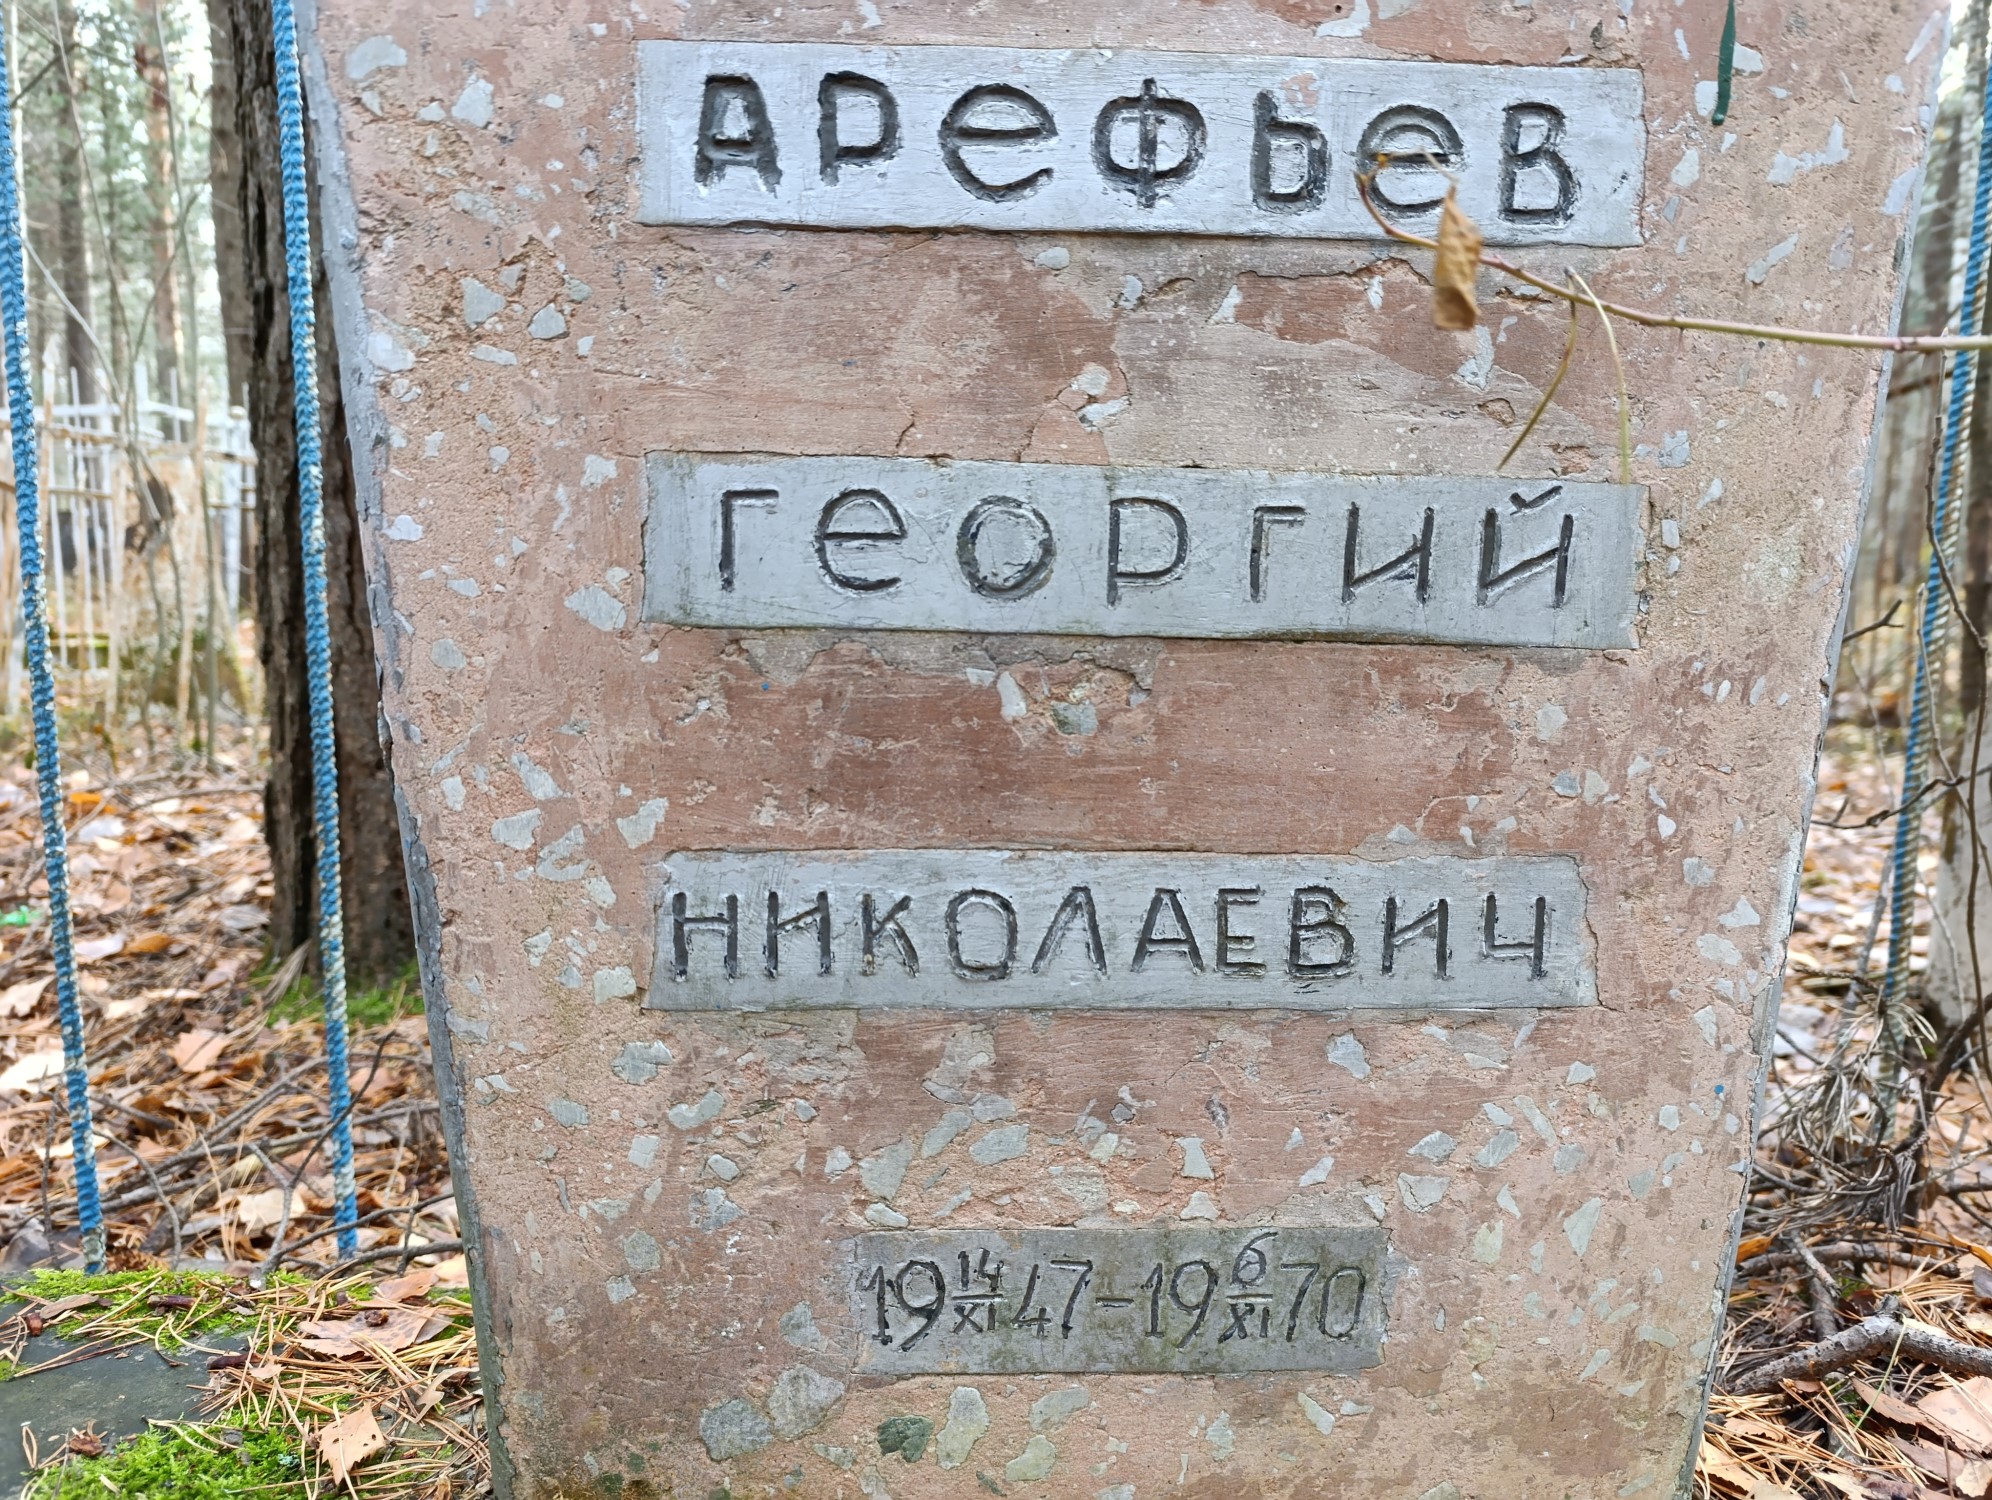 Арефьев
Георгий
НИКОЛАЕВИЧ
19 14/XI 47 - 19 6/XI 70